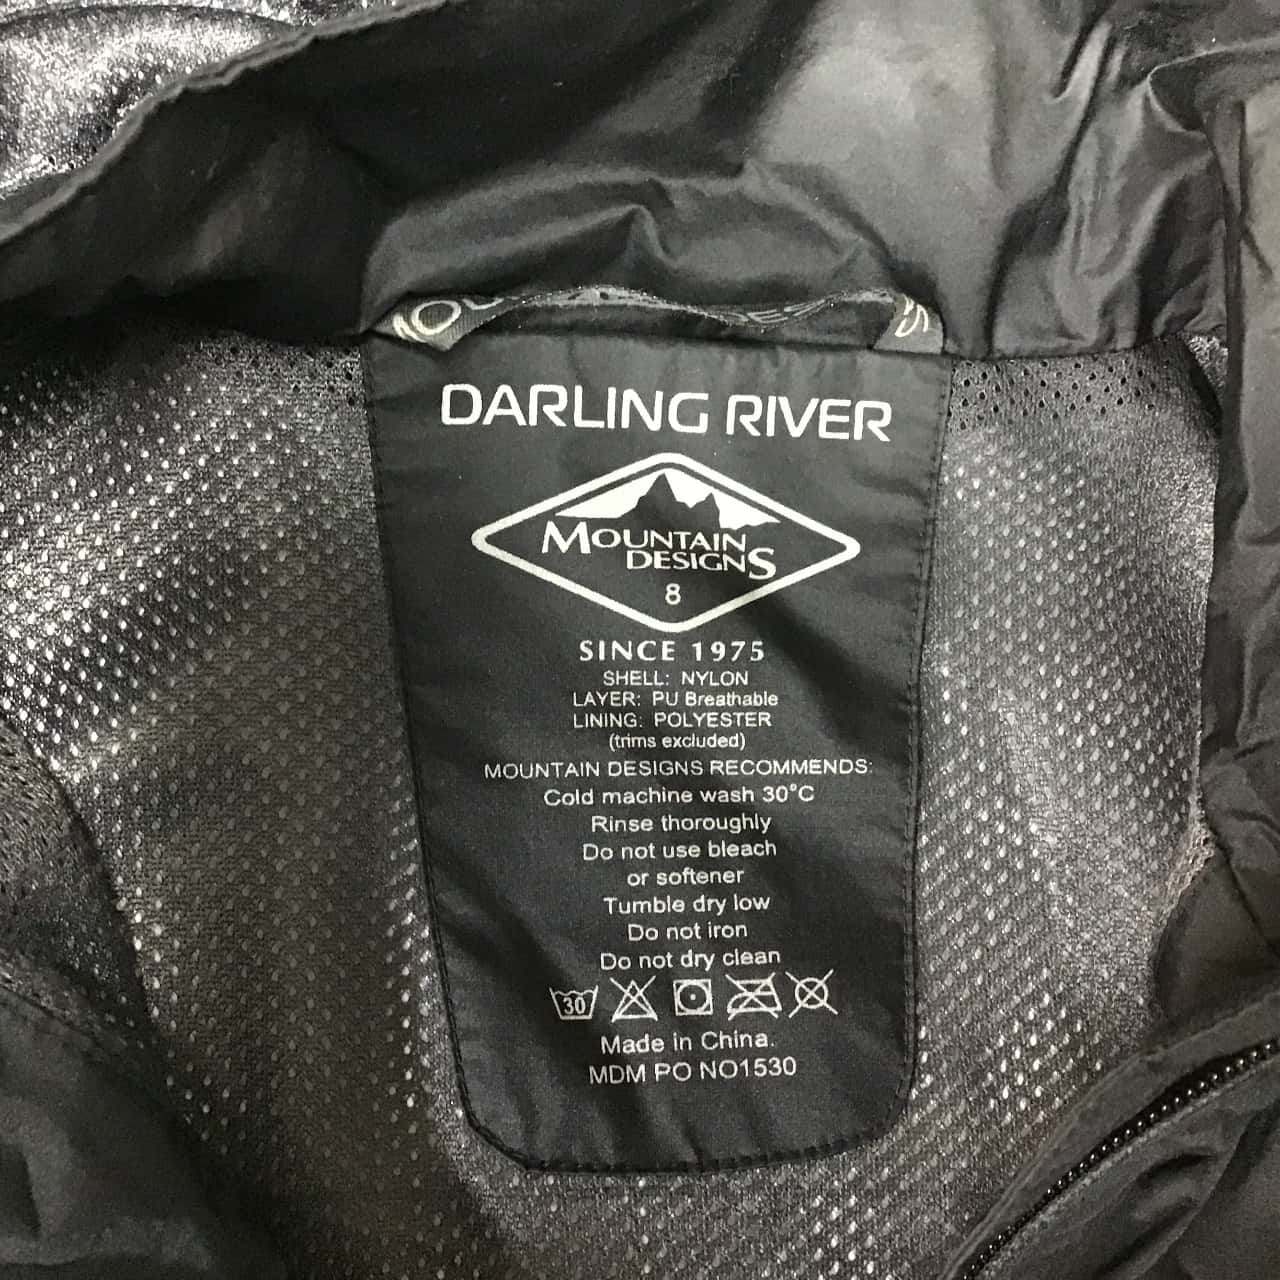 DARLING RIVER
MOUNTAIN
DESIGNS
8
SINCE 1975
SHELL: NYLON
LAYER: PU Breathable
LINING: POLYESTER
(trims excluded)
MOUNTAIN DESIGNS RECOMMENDS:
Cold machine wash 30°C
Rinse thoroughly
Do not use bleach
or softener
Tumble dry low
Do not iron
Do not dry clean
30
Made in China.
MDM PO NO1530